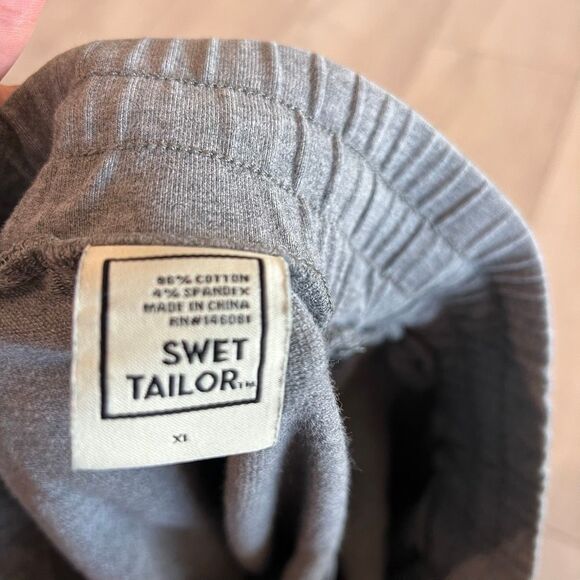 96% COTTON
4% SPANDEX
MADE IN CHINA
RN#146081
SWET
TAILOR™
XL